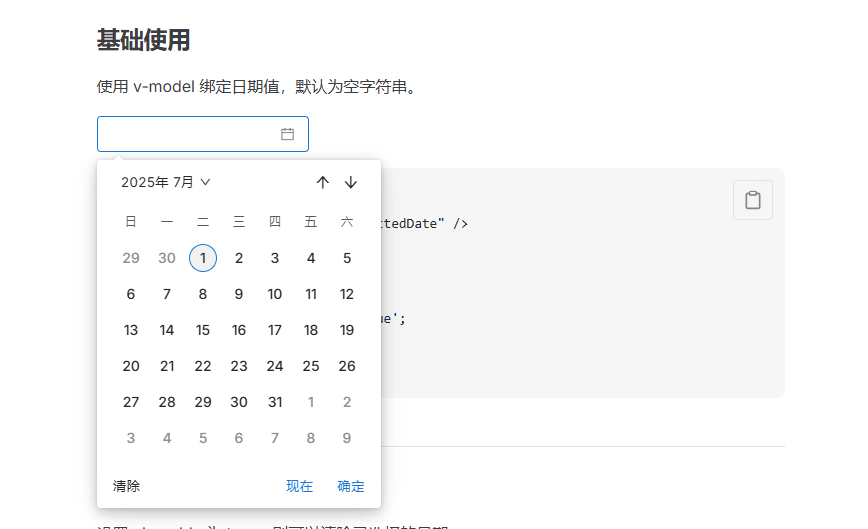 基础使用
使用 v-model 绑定日期值，默认为空字符串。
2025年 7月
日 一 二 三 四 五 六
29 30 1 2 3 4 5
6 7 8 9 10 11 12
13 14 15 16 17 18 19
20 21 22 23 24 25 26
27 28 29 30 31 1 2
3 4 5 6 7 8 9
清除 现在 确定
ctedDate" />
ue';